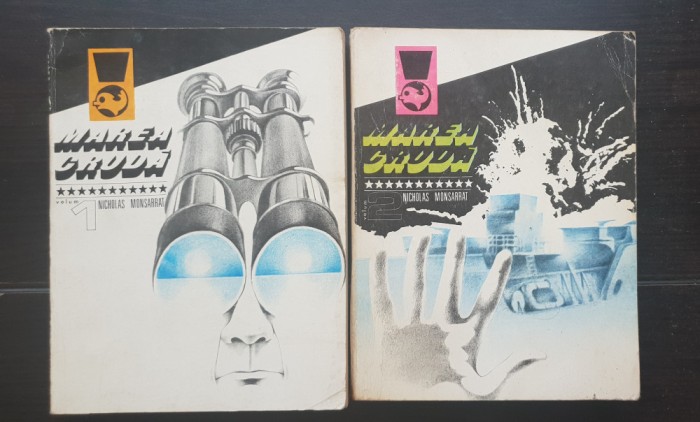 MAREA
CRUDĂ
volum 1
NICHOLAS MONSARRAT
MAREA
CRUDĂ
2
NICHOLAS MONSARRAT